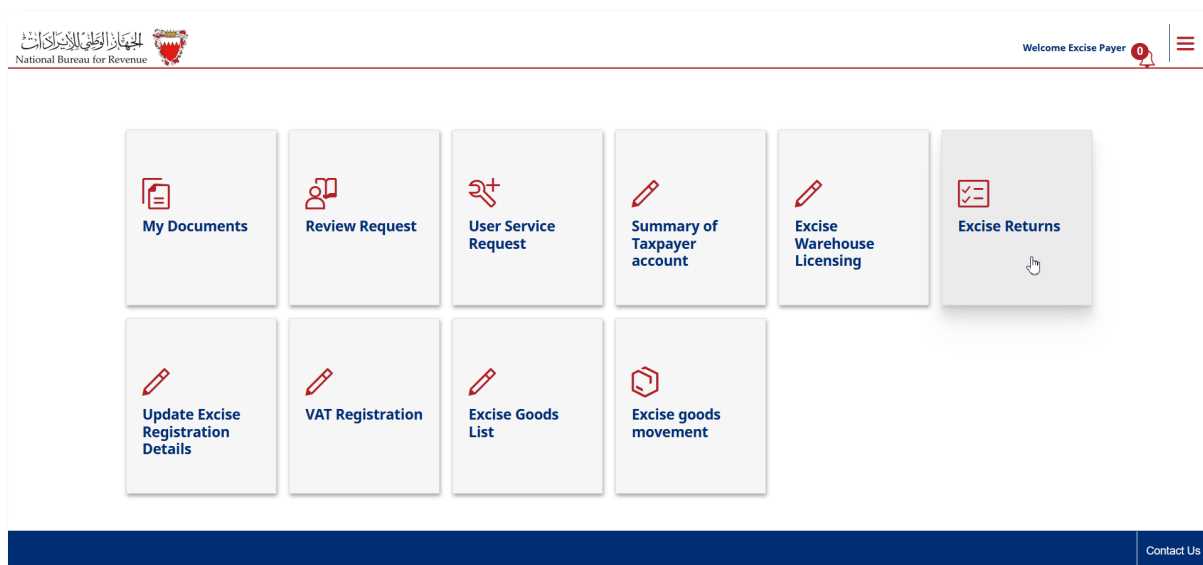 الجهاز الوطني للإيرادات
National Bureau for Revenue
Welcome Excise Payer
0
My Documents
Review Request
User Service
Request
Summary of
Taxpayer
account
Excise
Warehouse
Licensing
Excise Returns
Update Excise
Registration
Details
VAT Registration
Excise Goods
List
Excise goods
movement
Contact Us